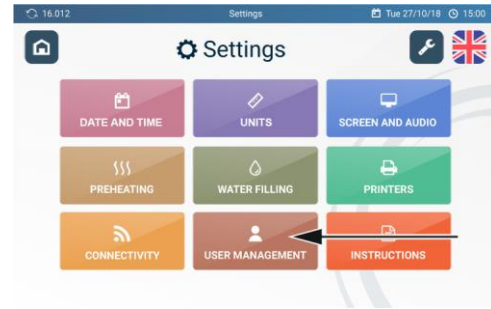 16.012 Settings Tue 27/10/18 15:00
Settings
DATE AND TIME UNITS SCREEN AND AUDIO
PREHEATING WATER FILLING PRINTERS
CONNECTIVITY USER MANAGEMENT INSTRUCTIONS